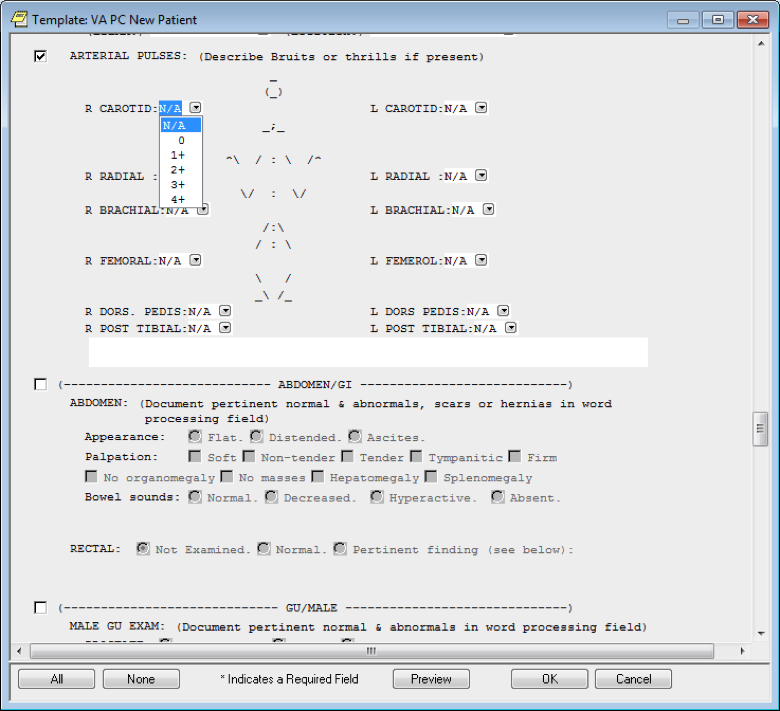 Template: VA PC New Patient
ARTERIAL PULSES: (Describe Bruits or thrills if present)
_
(_)
R CAROTID:N/A L CAROTID:N/A
N/A
_;_
0
1+
^\ / : \ /^
2+
R RADIAL : L RADIAL :N/A
3+
\/ : \/
4+
R BRACHIAL:N/A L BRACHIAL:N/A
/:\
/ : \
R FEMORAL:N/A L FEMEROL:N/A
\ /
_\ /_
R DORS. PEDIS:N/A L DORS PEDIS:N/A
R POST TIBIAL:N/A L POST TIBIAL:N/A
(---------------------------- ABDOMEN/GI ----------------------------)
ABDOMEN: (Document pertinent normal & abnormals, scars or hernias in word
processing field)
Appearance: Flat. Distended. Ascites.
Palpation: Soft Non-tender Tender Tympanitic Firm
No organomegaly No masses Hepatomegaly Splenomegaly
Bowel sounds: Normal. Decreased. Hyperactive. Absent.
RECTAL: Not Examined. Normal. Pertinent finding (see below):
(----------------------------- GU/MALE ------------------------------)
MALE GU EXAM: (Document pertinent normal & abnormals in word processing field)
All None * Indicates a Required Field Preview OK Cancel